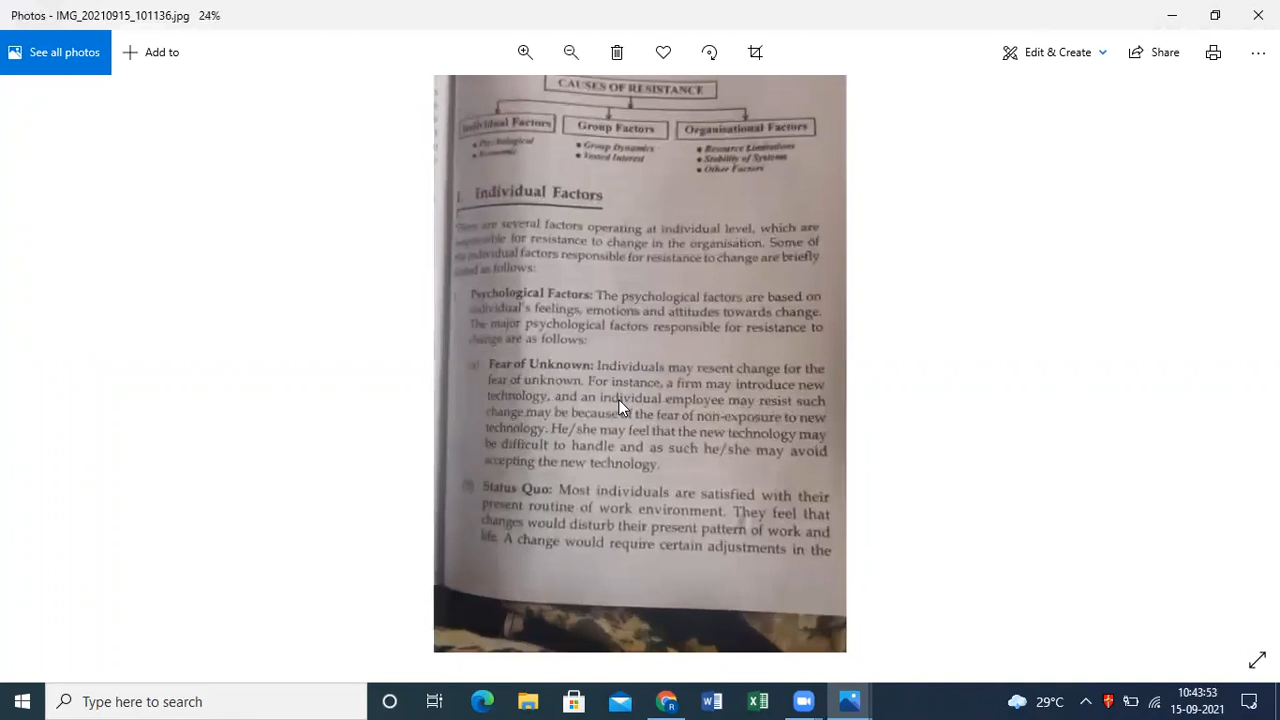 Photos - IMG_20210915_101136.jpg 24%
See all photos
Add to
Edit & Create
Share
CAUSES OF RESISTANCE
Individual Factors
Group Factors
Organisational Factors
• Psychological
• Economic
• Group Dynamics
• Vested Interest
• Resource Limitations
• Stability of Systems
• Other Factors
I. Individual Factors
are several factors operating at individual level, which are
for resistance to change in the organisation. Some of
individual factors responsible for resistance to change are briefly
as follows:
Psychological Factors: The psychological factors are based on
individual's feelings, emotions and attitudes towards change.
The major psychological factors responsible for resistance to
change are as follows:
(a) Fear of Unknown: Individuals may resent change for the
fear of unknown. For instance, a firm may introduce new
technology, and an individual employee may resist such
change may be because of the fear of non-exposure to new
technology. He/she may feel that the new technology may
be difficult to handle and as such he/she may avoid
accepting the new technology.
(b) Status Quo: Most individuals are satisfied with their
present routine of work environment. They feel that
changes would disturb their present pattern of work and
life. A change would require certain adjustments in the
Type here to search
29°C
10:43:53
15-09-2021